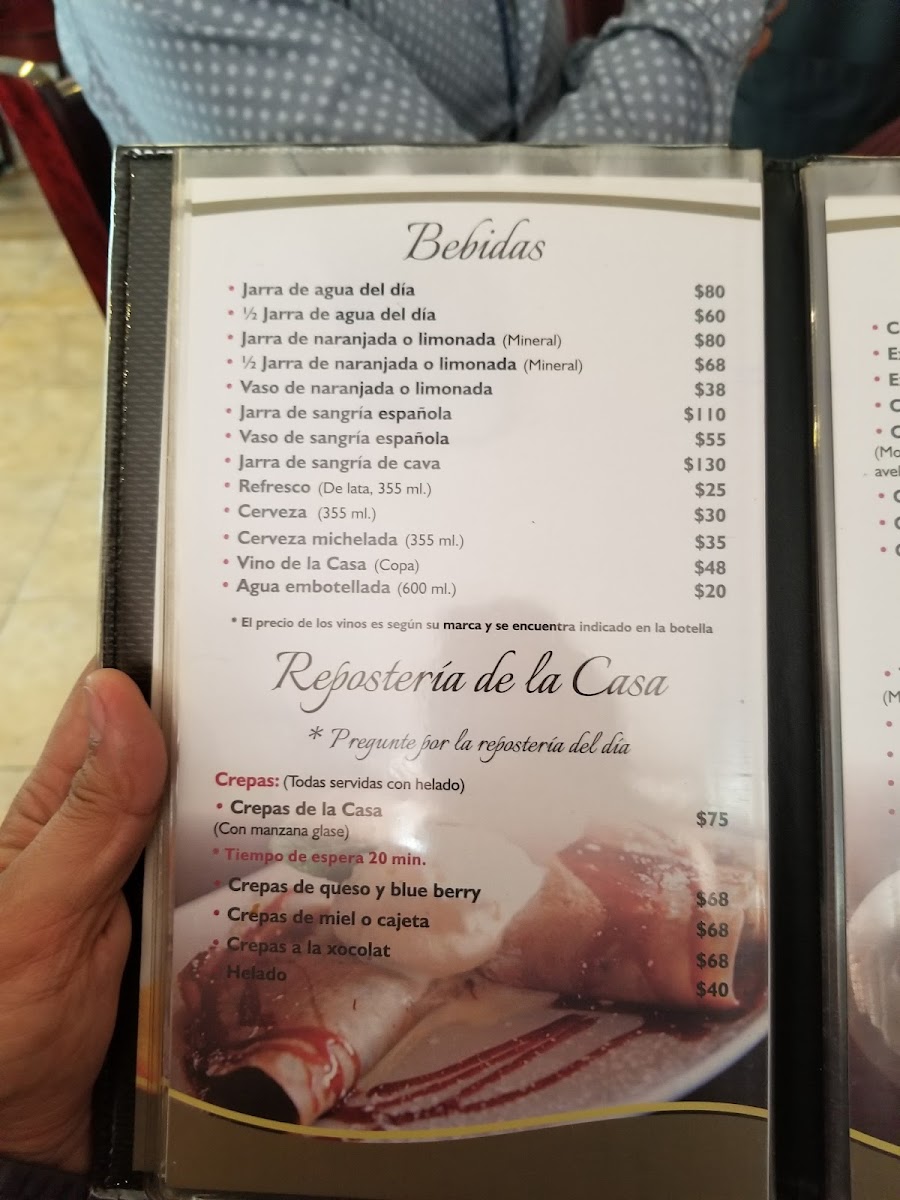 Bebidas
• Jarra de agua del día $80
• ½ Jarra de agua del día $60
• Jarra de naranjada o limonada (Mineral) $80
• ½ Jarra de naranjada o limonada (Mineral) $68
• Vaso de naranjada o limonada $38
• Jarra de sangría española $110
• Vaso de sangría española $55
• Jarra de sangría de cava $130
• Refresco (De lata, 355 ml.) $25
• Cerveza (355 ml.) $30
• Cerveza michelada (355 ml.) $35
• Vino de la Casa (Copa) $48
• Agua embotellada (600 ml.) $20
* El precio de los vinos es según su marca y se encuentra indicado en la botella
Repostería de la Casa
* Pregunte por la repostería del día
Crepas: (Todas servidas con helado)
• Crepas de la Casa $75
(Con manzana glase)
* Tiempo de espera 20 min.
• Crepas de queso y blue berry $68
• Crepas de miel o cajeta $68
• Crepas a la xocolat $68
Helado $40